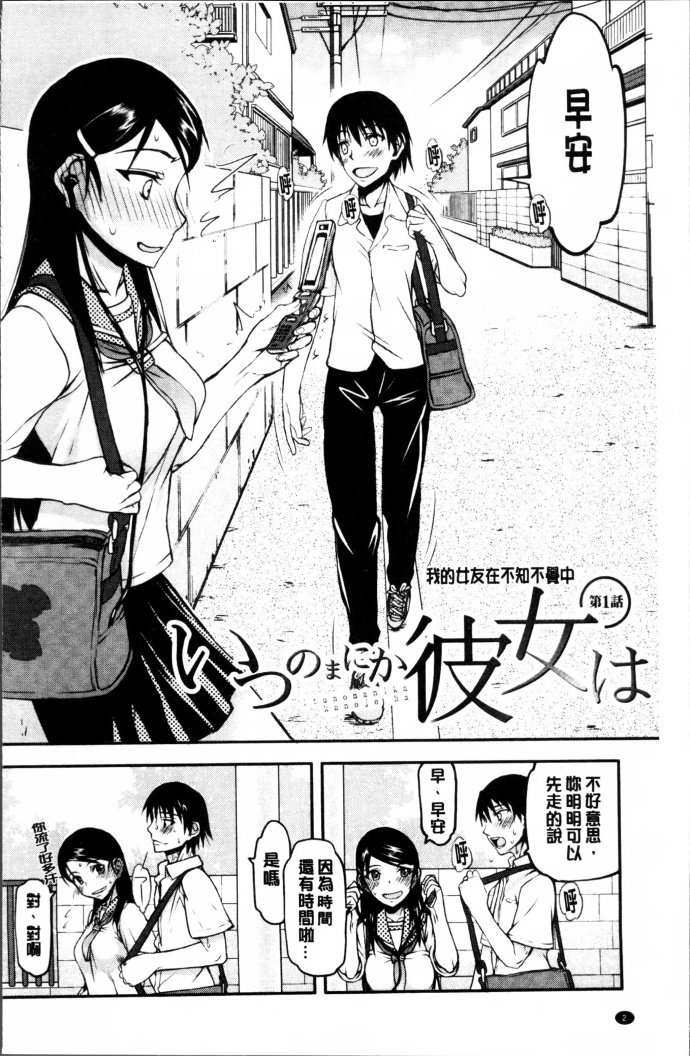 早安
呼
呼
呼
我的女友在不知不覺中
第1話
いつのまにか彼女は
不好意思，
妳明明可以
先走的說
呼
呼
早、早安
因為時間
還有時間啦…
是嗎
你流了好多汗
對、對啊
2